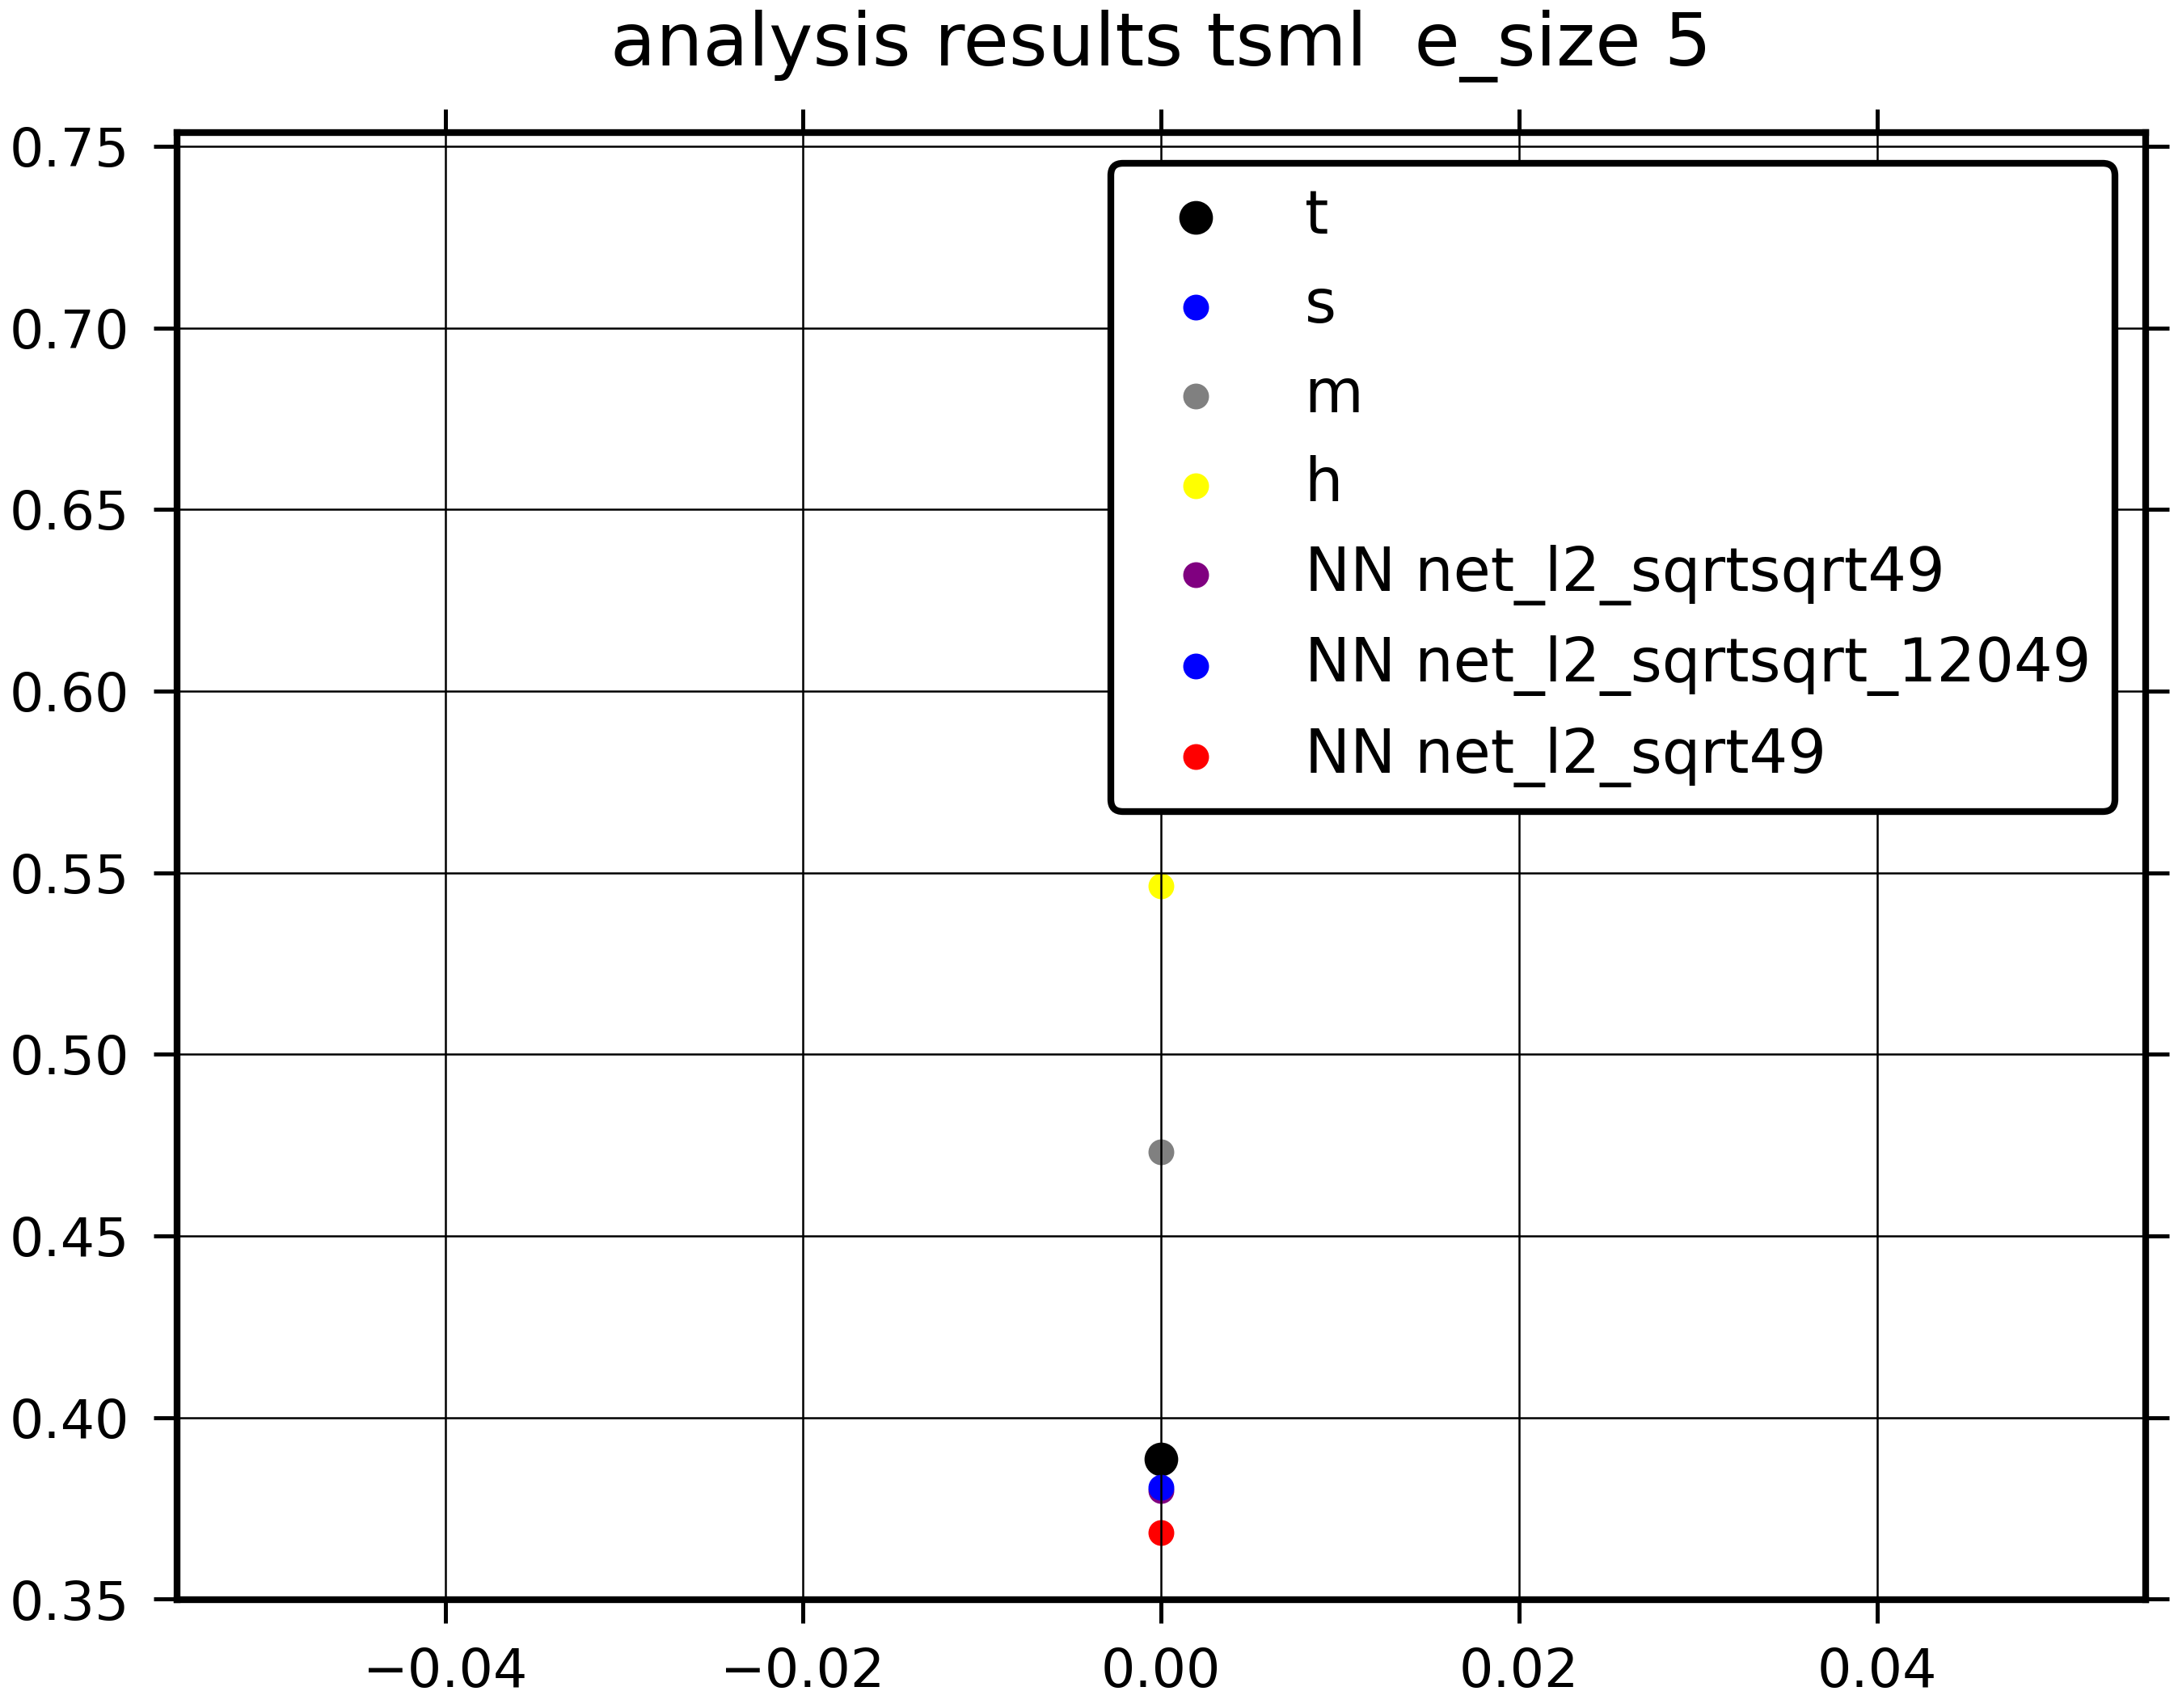 analysis results tsml e_size 5
0.75
0.70
0.65
0.60
0.55
0.50
0.45
0.40
0.35
t
s
m
h
NN net_l2_sqrtsqrt49
NN net_l2_sqrtsqrt_12049
NN net_l2_sqrt49
−0.04 −0.02 0.00 0.02 0.04